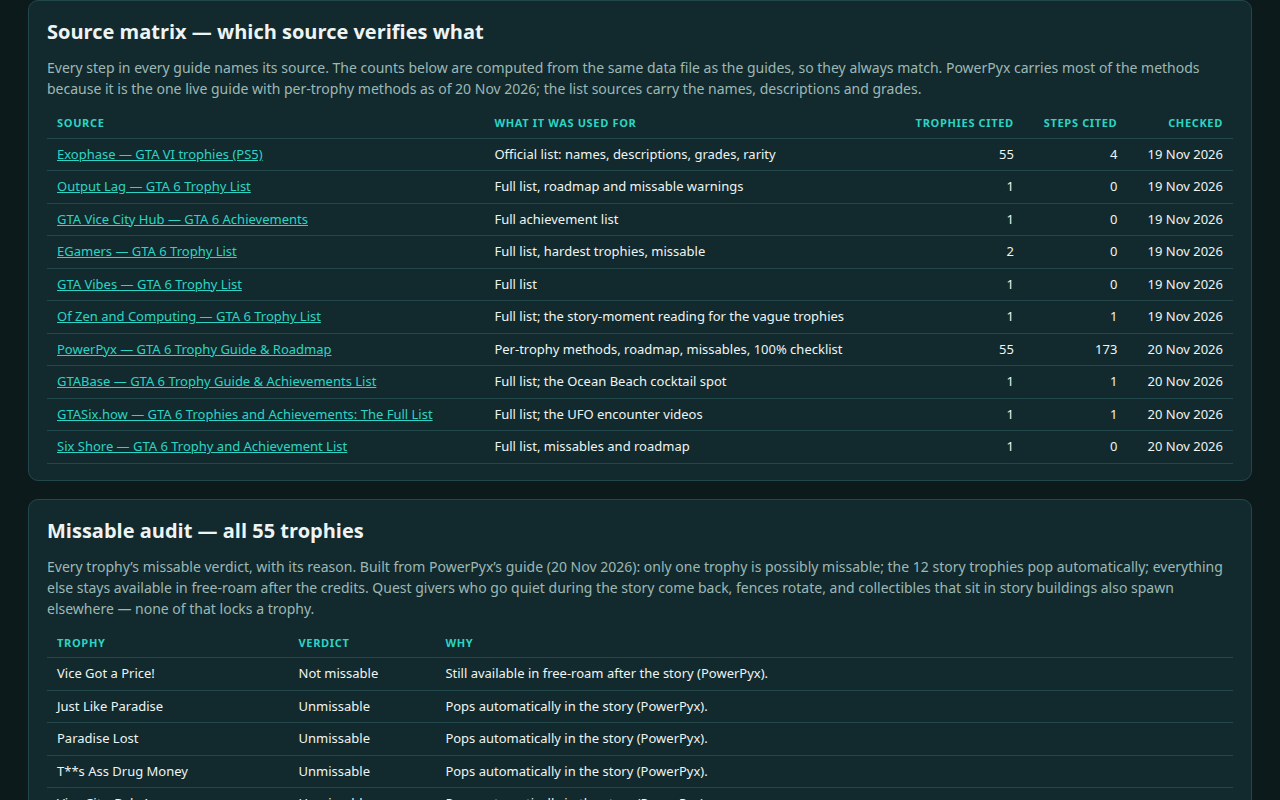 Source matrix — which source verifies what
Every step in every guide names its source. The counts below are computed from the same data file as the guides, so they always match. PowerPyx carries most of the methods
because it is the one live guide with per-trophy methods as of 20 Nov 2026; the list sources carry the names, descriptions and grades.
SOURCE WHAT IT WAS USED FOR TROPHIES CITED STEPS CITED CHECKED
Exophase — GTA VI trophies (PS5) Official list: names, descriptions, grades, rarity 55 4 19 Nov 2026
Output Lag — GTA 6 Trophy List Full list, roadmap and missable warnings 1 0 19 Nov 2026
GTA Vice City Hub — GTA 6 Achievements Full achievement list 1 0 19 Nov 2026
EGamers — GTA 6 Trophy List Full list, hardest trophies, missable 2 0 19 Nov 2026
GTA Vibes — GTA 6 Trophy List Full list 1 0 19 Nov 2026
Of Zen and Computing — GTA 6 Trophy List Full list; the story-moment reading for the vague trophies 1 1 19 Nov 2026
PowerPyx — GTA 6 Trophy Guide & Roadmap Per-trophy methods, roadmap, missables, 100% checklist 55 173 20 Nov 2026
GTABase — GTA 6 Trophy Guide & Achievements List Full list; the Ocean Beach cocktail spot 1 1 20 Nov 2026
GTASix.how — GTA 6 Trophies and Achievements: The Full List Full list; the UFO encounter videos 1 1 20 Nov 2026
Six Shore — GTA 6 Trophy and Achievement List Full list, missables and roadmap 1 0 20 Nov 2026
Missable audit — all 55 trophies
Every trophy’s missable verdict, with its reason. Built from PowerPyx’s guide (20 Nov 2026): only one trophy is possibly missable; the 12 story trophies pop automatically; everything
else stays available in free-roam after the credits. Quest givers who go quiet during the story come back, fences rotate, and collectibles that sit in story buildings also spawn
elsewhere — none of that locks a trophy.
TROPHY VERDICT WHY
Vice Got a Price! Not missable Still available in free-roam after the story (PowerPyx).
Just Like Paradise Unmissable Pops automatically in the story (PowerPyx).
Paradise Lost Unmissable Pops automatically in the story (PowerPyx).
T**s Ass Drug Money Unmissable Pops automatically in the story (PowerPyx).